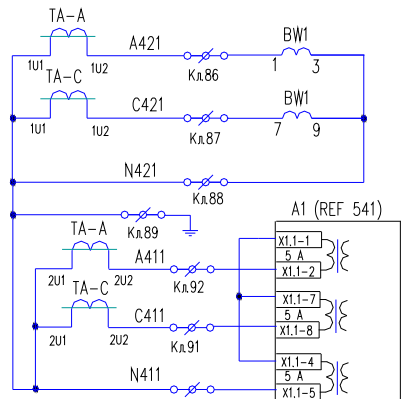 TA-A
A421
BW1
1U1
1U2
Кл.86
1
3
TA-C
C421
BW1
1U1
1U2
Кл.87
7
9
N421
Кл.88
A1 (REF 541)
Кл.89
TA-A
A411
X1.1-1
5 A
X1.1-2
2U1
2U2
Кл.92
TA-C
C411
X1.1-7
5 A
X1.1-8
2U1
2U2
Кл.91
N411
X1.1-4
5 A
X1.1-5